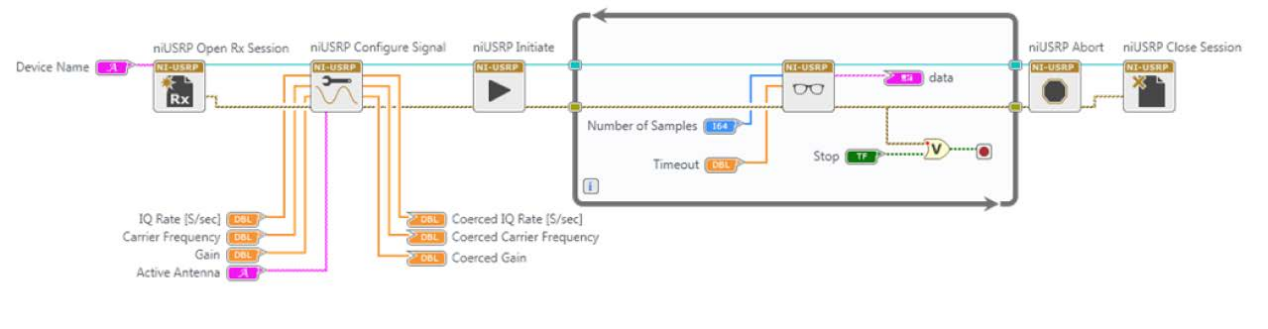 niUSRP Open Rx Session
niUSRP Configure Signal
niUSRP Initiate
niUSRP Abort
niUSRP Close Session
Device Name
NI-USRP
NI-USRP
NI-USRP
NI-USRP
NI-USRP
NI-USRP
Rx
data
Number of Samples
I64
Timeout
DBL
Stop
TF
V
i
IQ Rate [S/sec]
DBL
DBL
Coerced IQ Rate [S/sec]
Carrier Frequency
DBL
DBL
Coerced Carrier Frequency
Gain
DBL
DBL
Coerced Gain
Active Antenna